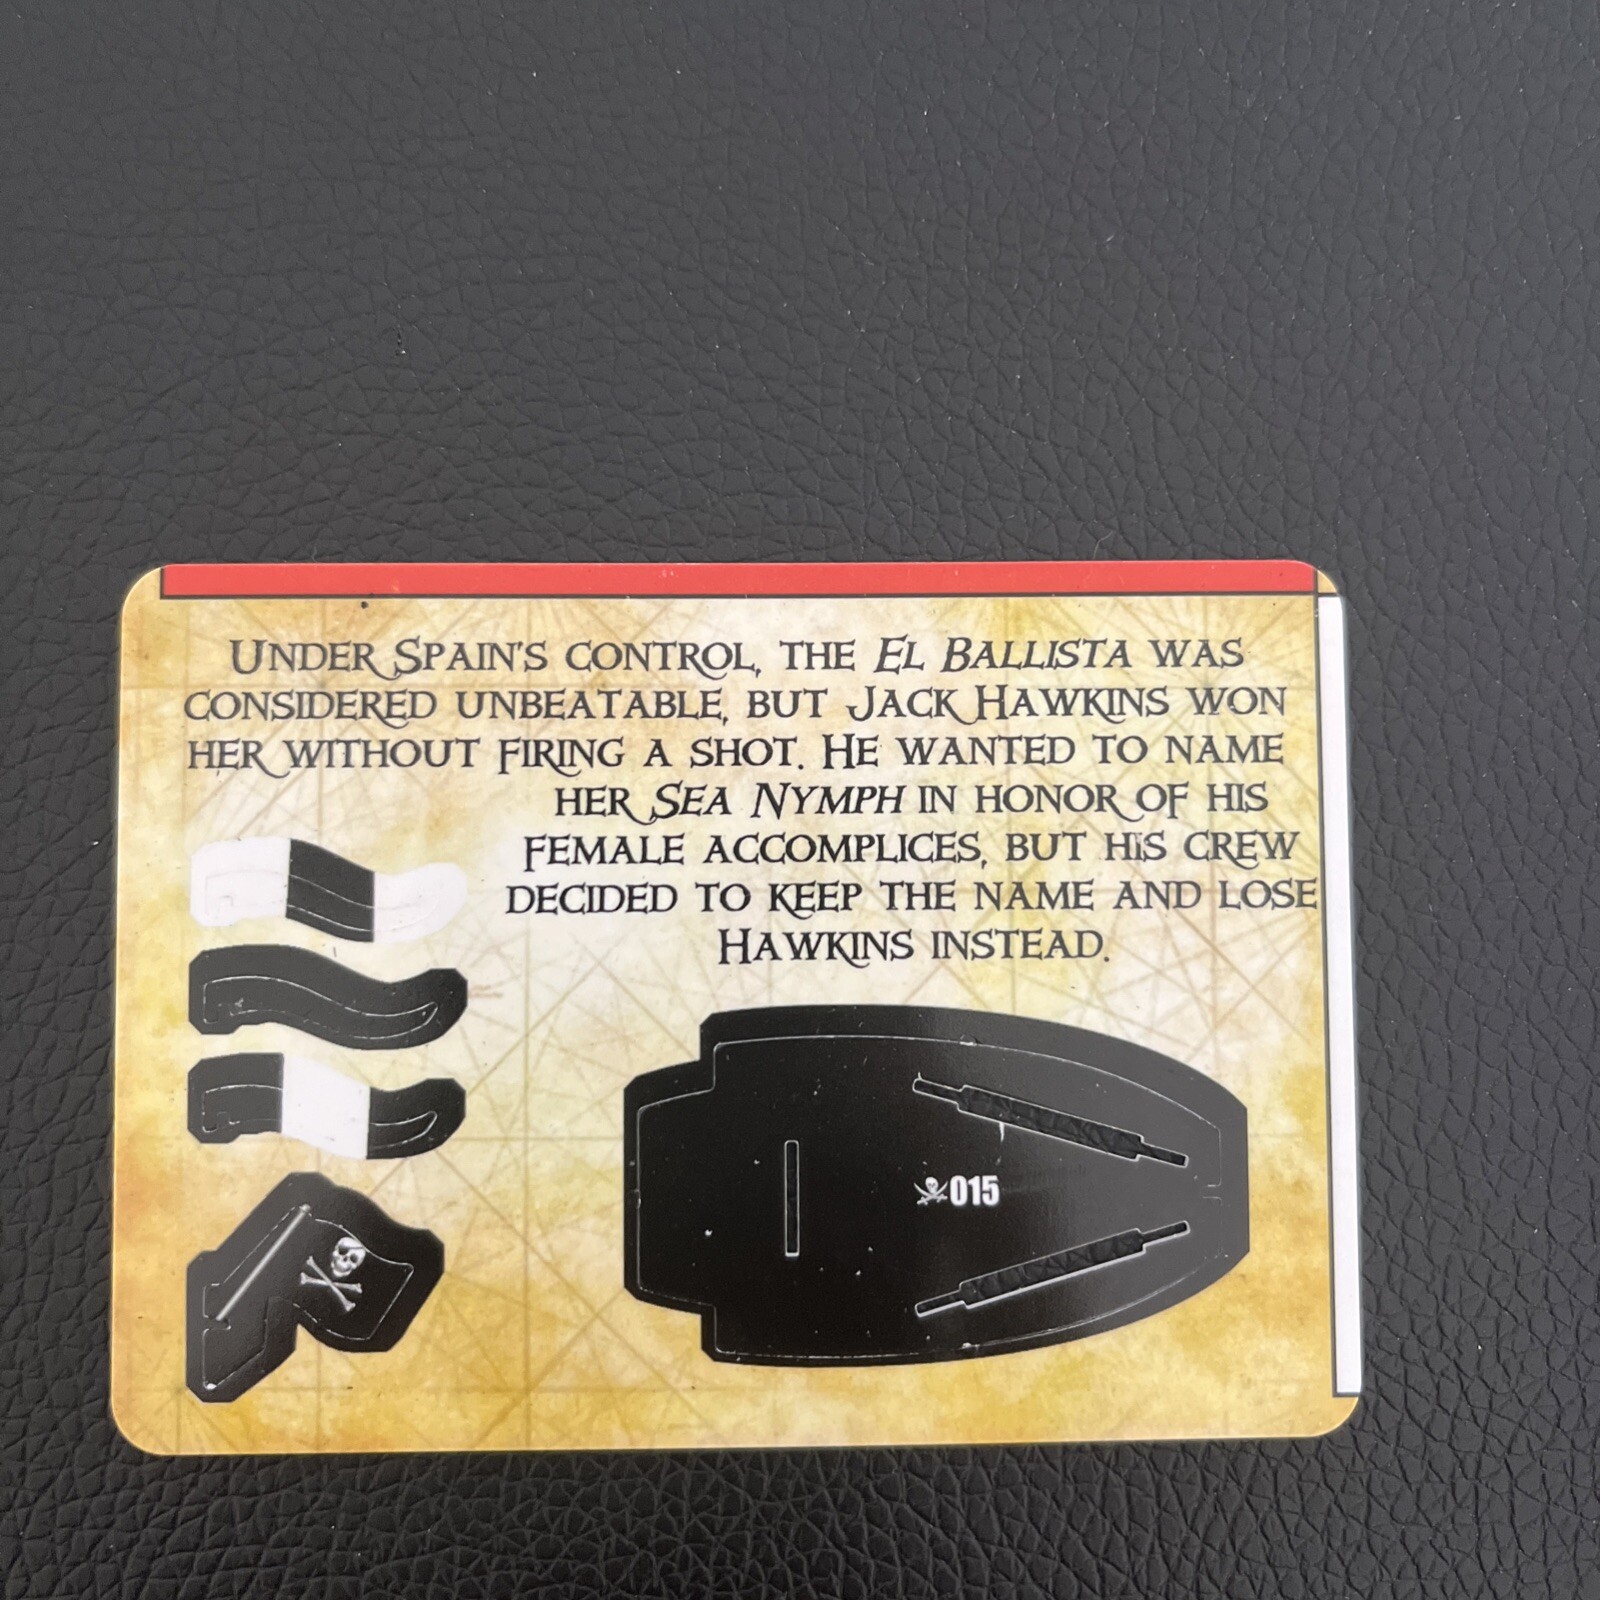 Under Spain's control, the El Ballista was
considered unbeatable, but Jack Hawkins won
her without firing a shot. He wanted to name
her Sea Nymph in honor of his
female accomplices, but his crew
decided to keep the name and lose
Hawkins instead.
015